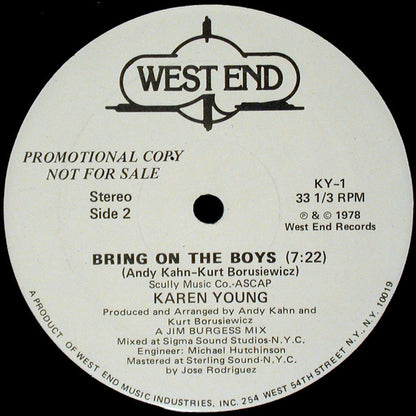 WEST END
PROMOTIONAL COPY
NOT FOR SALE
Stereo
Side 2
KY-1
33 1/3 RPM
℗ & © 1978
West End Records
BRING ON THE BOYS (7:22)
(Andy Kahn-Kurt Borusiewicz)
Scully Music Co.-ASCAP
KAREN YOUNG
Produced and Arranged by Andy Kahn and
Kurt Borusiewicz
A JIM BURGESS MIX
Mixed at Sigma Sound Studios-N.Y.C.
Engineer: Michael Hutchinson
Mastered at Sterling Sound-N.Y.C.
by Jose Rodriguez
A PRODUCT OF WEST END MUSIC INDUSTRIES, INC. 254 WEST 54TH STREET, N.Y., N.Y. 10019